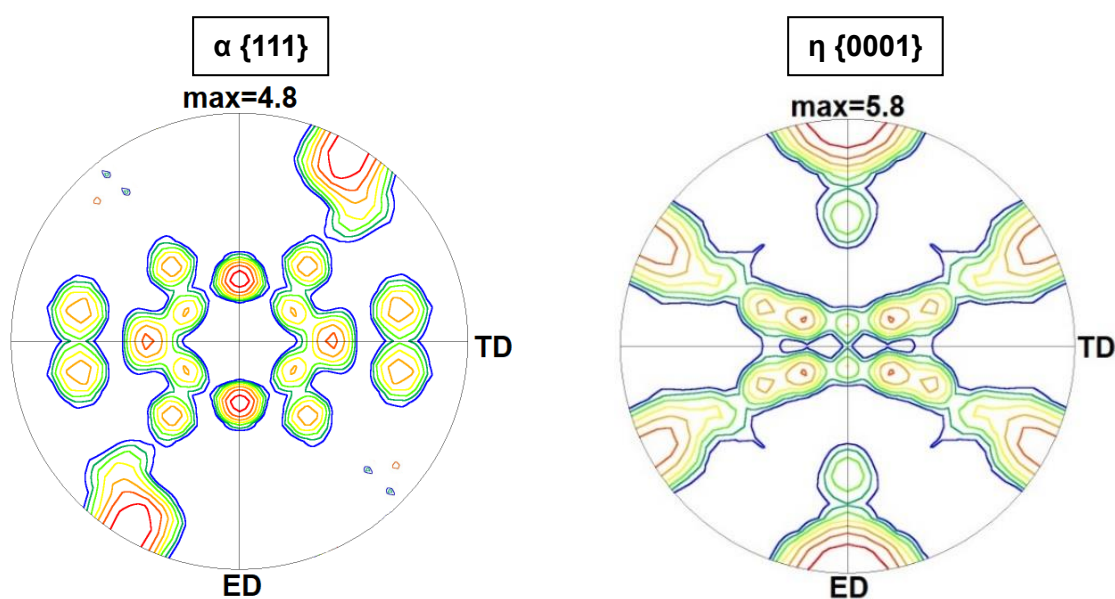 α {111}
η {0001}
max=4.8
max=5.8
TD
TD
ED
ED